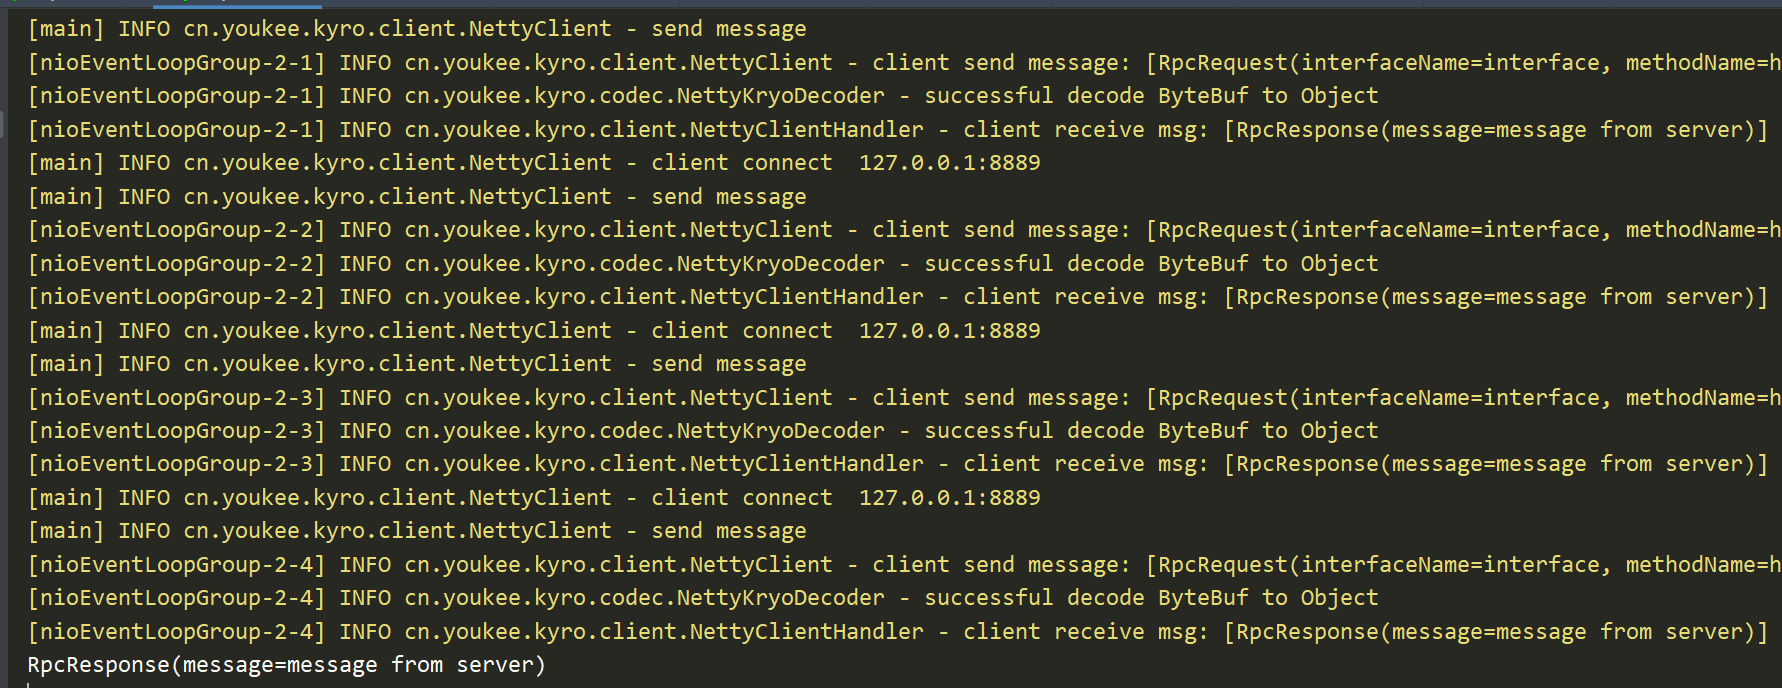 [main] INFO cn.youkee.kyro.client.NettyClient - send message
[nioEventLoopGroup-2-1] INFO cn.youkee.kyro.client.NettyClient - client send message: [RpcRequest(interfaceName=interface, methodName=h
[nioEventLoopGroup-2-1] INFO cn.youkee.kyro.codec.NettyKryoDecoder - successful decode ByteBuf to Object
[nioEventLoopGroup-2-1] INFO cn.youkee.kyro.client.NettyClientHandler - client receive msg: [RpcResponse(message=message from server)]
[main] INFO cn.youkee.kyro.client.NettyClient - client connect  127.0.0.1:8889
[main] INFO cn.youkee.kyro.client.NettyClient - send message
[nioEventLoopGroup-2-2] INFO cn.youkee.kyro.client.NettyClient - client send message: [RpcRequest(interfaceName=interface, methodName=h
[nioEventLoopGroup-2-2] INFO cn.youkee.kyro.codec.NettyKryoDecoder - successful decode ByteBuf to Object
[nioEventLoopGroup-2-2] INFO cn.youkee.kyro.client.NettyClientHandler - client receive msg: [RpcResponse(message=message from server)]
[main] INFO cn.youkee.kyro.client.NettyClient - client connect  127.0.0.1:8889
[main] INFO cn.youkee.kyro.client.NettyClient - send message
[nioEventLoopGroup-2-3] INFO cn.youkee.kyro.client.NettyClient - client send message: [RpcRequest(interfaceName=interface, methodName=h
[nioEventLoopGroup-2-3] INFO cn.youkee.kyro.codec.NettyKryoDecoder - successful decode ByteBuf to Object
[nioEventLoopGroup-2-3] INFO cn.youkee.kyro.client.NettyClientHandler - client receive msg: [RpcResponse(message=message from server)]
[main] INFO cn.youkee.kyro.client.NettyClient - client connect  127.0.0.1:8889
[main] INFO cn.youkee.kyro.client.NettyClient - send message
[nioEventLoopGroup-2-4] INFO cn.youkee.kyro.client.NettyClient - client send message: [RpcRequest(interfaceName=interface, methodName=h
[nioEventLoopGroup-2-4] INFO cn.youkee.kyro.codec.NettyKryoDecoder - successful decode ByteBuf to Object
[nioEventLoopGroup-2-4] INFO cn.youkee.kyro.client.NettyClientHandler - client receive msg: [RpcResponse(message=message from server)]
RpcResponse(message=message from server)